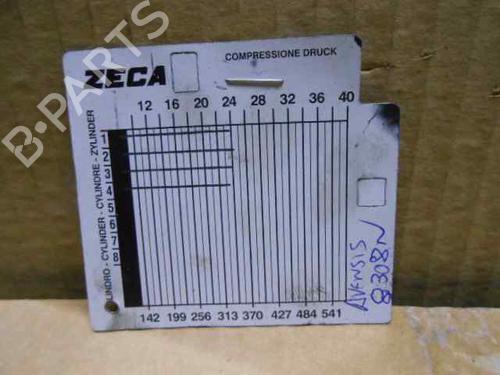 B-PARTS
ZECA
COMPRESSIONE DRUCK
12 16 20 24 28 32 36 40
CILINDRO - CYLINDER - CYLINDRE - ZYLINDER
1
2
3
4
5
6
7
8
142 199 256 313 370 427 484 541
AVENSIS
8308N